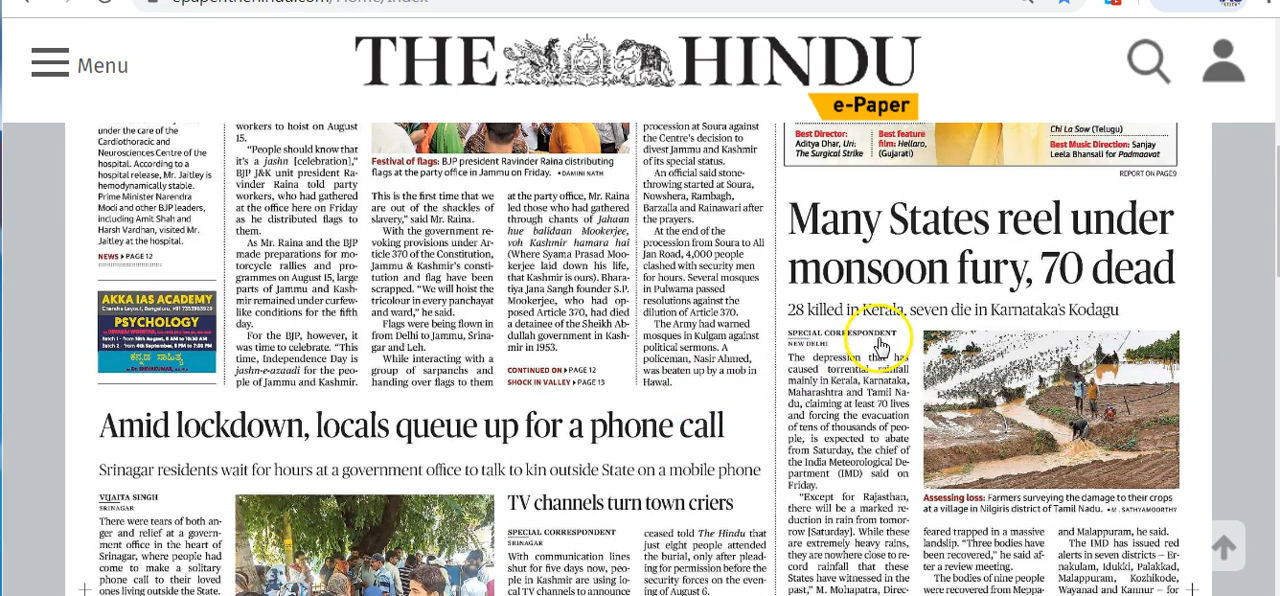 Menu
THE HINDU
e-Paper
under the care of the
Cardiothoracic and
Neurosciences Centre of the
hospital. According to a
hospital release, Mr. Jaitley is
hemodynamically stable.
Prime Minister Narendra
Modi and other BJP leaders,
including Amit Shah and
Harsh Vardhan, visited Mr.
Jaitley at the hospital.
NEWS PAGE 12
AKKA IAS ACADEMY
PSYCHOLOGY
ಕನ್ನಡ ಸಾಹಿತ್ಯ
workers to hoist on August
15.
“People should know that
it’s a jashn [celebration],”
BJP J&K unit president Ra-
vinder Raina told party
workers, who had gathered
at the office here on Friday
as he distributed flags to
them.
As Mr. Raina and the BJP
made preparations for mo-
torcycle rallies and pro-
grammes on August 15, large
parts of Jammu and Kash-
mir remained under curfew-
like conditions for the fifth
day.
For the BJP, however, it
was time to celebrate. “This
time, Independence Day is
jashn-e-azaadi for the peo-
ple of Jammu and Kashmir.
Festival of flags: BJP president Ravinder Raina distributing
flags at the party office in Jammu on Friday. • DAMINI NATH
This is the first time that we
are out of the shackles of
slavery,” said Mr. Raina.
With the government re-
voking provisions under Ar-
ticle 370 of the Constitution,
Jammu & Kashmir’s consti-
tution and flag have been
scrapped. “We will hoist the
tricolour in every panchayat
and ward,” he said.
Flags were being flown in
from Delhi to Jammu, Srina-
gar and Leh.
While interacting with a
group of sarpanchs and
handing over flags to them
at the party office, Mr. Raina
led those who had gathered
through chants of Jahaan
hue balidaan Mookerjee,
voh Kashmir hamara hai
(Where Syama Prasad Moo-
kerjee laid down his life,
that Kashmir is ours). Bhara-
tiya Jana Sangh founder S.P.
Mookerjee, who had op-
posed Article 370, had died
a detainee of the Sheikh Ab-
dullah government in Kash-
mir in 1953.
CONTINUED ON PAGE 12
SHOCK IN VALLEY PAGE 13
procession at Soura against
the Centre’s decision to
divest Jammu and Kashmir
of its special status.
An official said stone-
throwing started at Soura,
Nowshera, Rambagh,
Barzalla and Rainawari after
the prayers.
At the end of the
procession from Soura to Ali
Jan Road, 4,000 people
clashed with security men
for hours. Several mosques
in Pulwama passed
resolutions against the
dilution of Article 370.
The Army had warned
mosques in Kulgam against
political sermons. A
policeman, Nasir Ahmed,
was beaten up by a mob in
Hawal.
Amid lockdown, locals queue up for a phone call
Srinagar residents wait for hours at a government office to talk to kin outside State on a mobile phone
VIJAITA SINGH
SRINAGAR
There were tears of both an-
ger and relief at a govern-
ment office in the heart of
Srinagar, where people had
come to make a solitary
phone call to their loved
ones living outside the State.
TV channels turn town criers
SPECIAL CORRESPONDENT
SRINAGAR
With communication lines
shut for five days now, peo-
ple in Kashmir are using lo-
cal TV channels to announce
ceased told The Hindu that
just eight people attended
the burial, only after plead-
ing for permission before the
security forces on the even-
ing of August 6.
Best Director:
Aditya Dhar, Uri:
The Surgical Strike
Best feature
film: Hellaro,
(Gujarati)
Chi La Sow (Telugu)
Best Music Direction: Sanjay
Leela Bhansali for Padmaavat
REPORT ON PAGE9
Many States reel under
monsoon fury, 70 dead
28 killed in Kerala, seven die in Karnataka’s Kodagu
SPECIAL CORRESPONDENT
NEW DELHI
The depression that has
caused torrential rainfall
mainly in Kerala, Karnataka,
Maharashtra and Tamil Na-
du, claiming at least 70 lives
and forcing the evacuation
of tens of thousands of peo-
ple, is expected to abate
from Saturday, the chief of
the India Meteorological De-
partment (IMD) said on
Friday.
“Except for Rajasthan,
there will be a marked re-
duction in rain from tomor-
row [Saturday]. While these
are extremely heavy rains,
they are nowhere close to re-
cord rainfall that these
States have witnessed in the
past,” M. Mohapatra, Direc-
Assessing loss: Farmers surveying the damage to their crops
at a village in Nilgiris district of Tamil Nadu. • M. SATHYAMOORTHY
feared trapped in a massive
landslip. “Three bodies have
been recovered,” he said af-
ter a review meeting.
The bodies of nine people
were recovered from Meppa-
and Malappuram, he said.
The IMD has issued red
alerts in seven districts – Er-
nakulam, Idukki, Palakkad,
Malappuram, Kozhikode,
Wayanad and Kannur – for